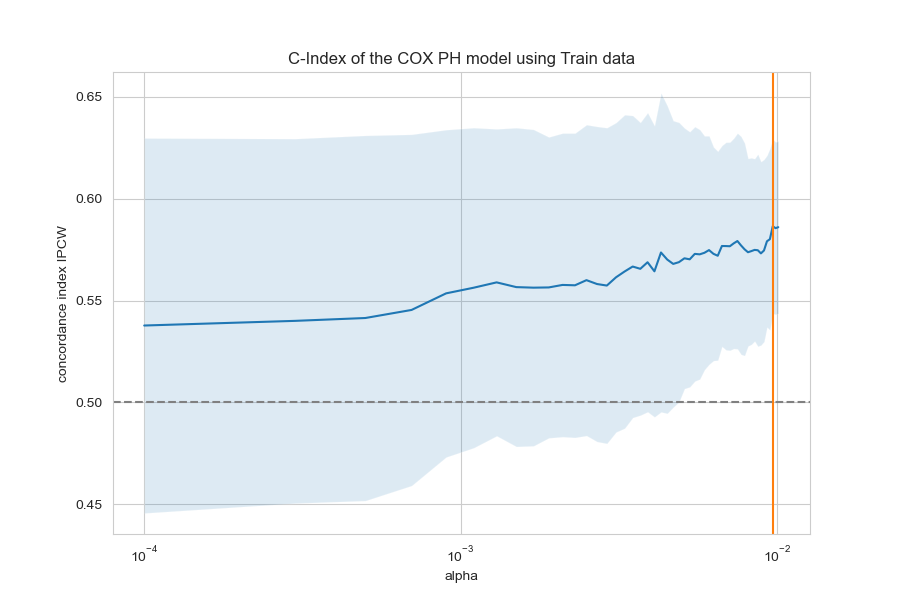 C-Index of the COX PH model using Train data
concordance index IPCW
0.65
0.60
0.55
0.50
0.45
10⁻⁴ 10⁻³ 10⁻²
alpha